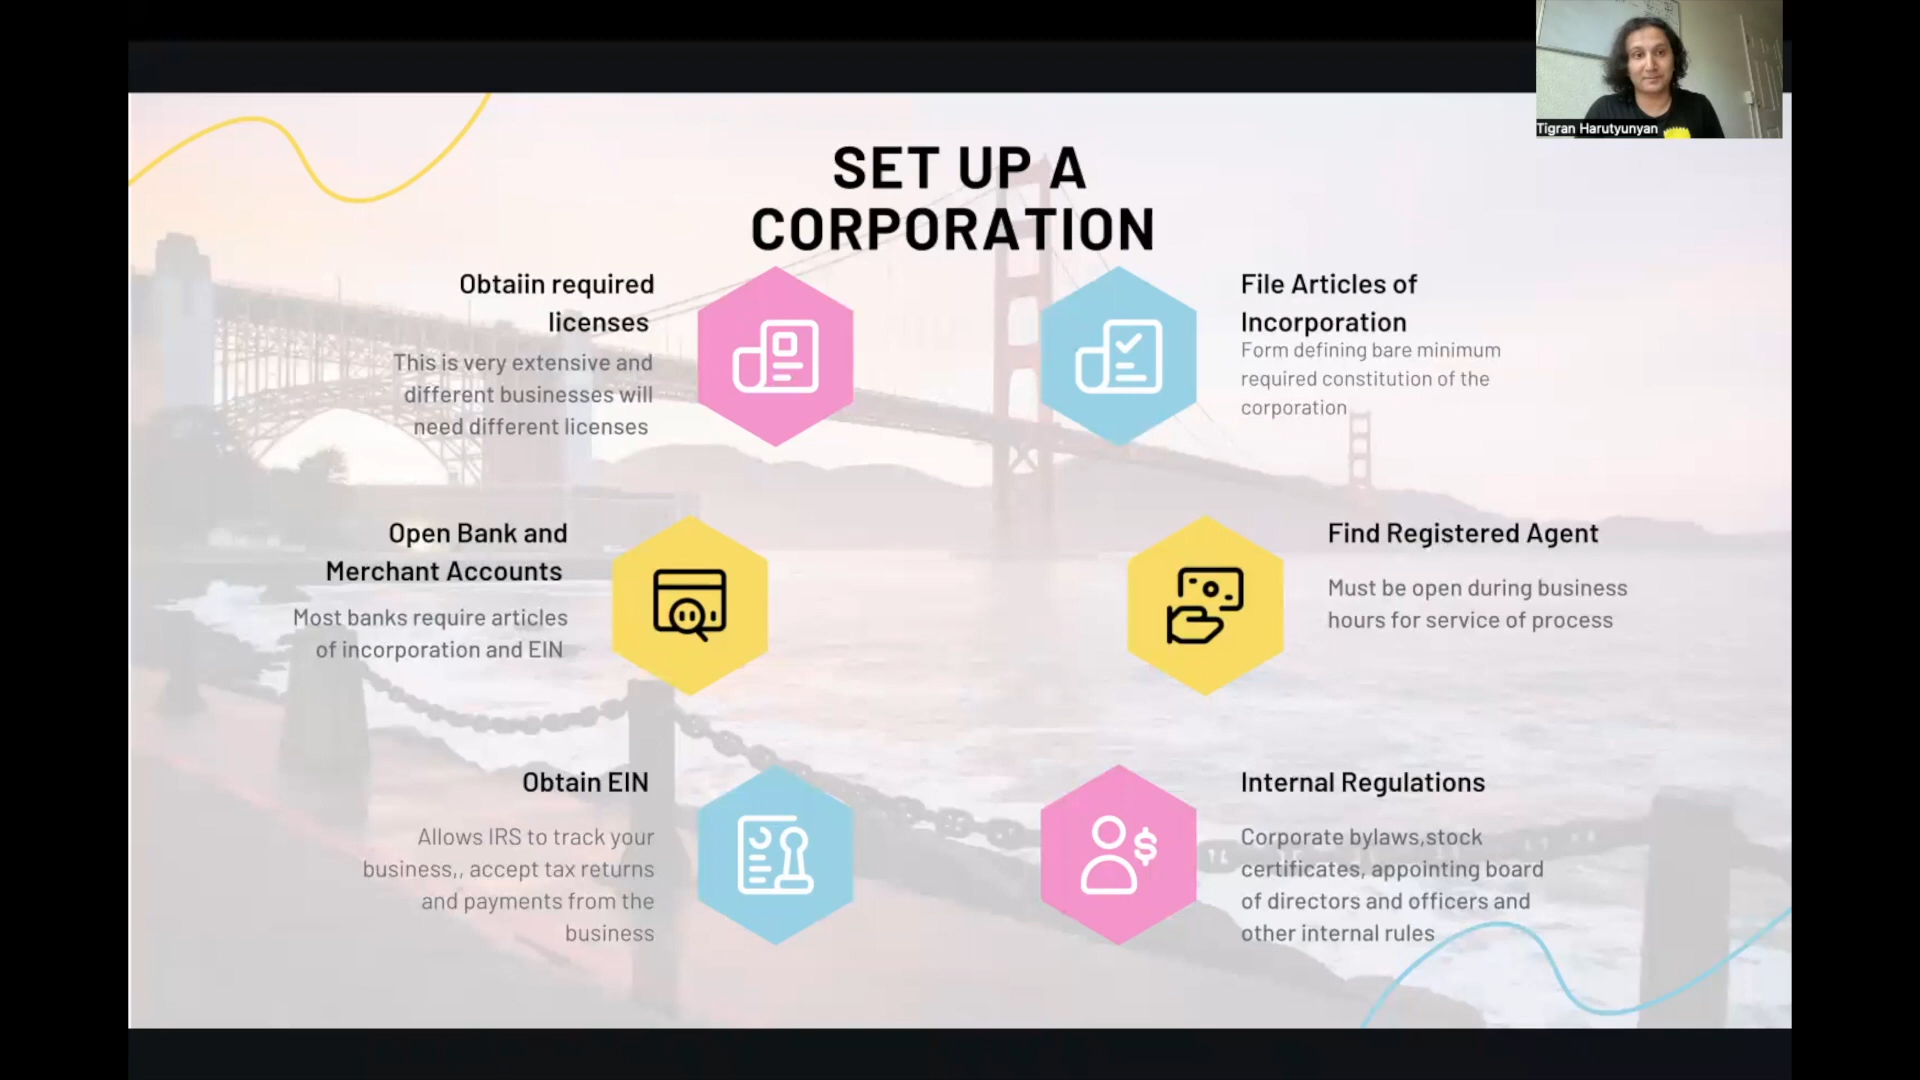 Tigran Harutyunyan
SET UP A
CORPORATION
Obtaiin required
licenses
This is very extensive and
different businesses will
need different licenses
File Articles of
Incorporation
Form defining bare minimum
required constitution of the
corporation
Open Bank and
Merchant Accounts
Most banks require articles
of incorporation and EIN
Find Registered Agent
Must be open during business
hours for service of process
Obtain EIN
Allows IRS to track your
business,, accept tax returns
and payments from the
business
Internal Regulations
Corporate bylaws,stock
certificates, appointing board
of directors and officers and
other internal rules